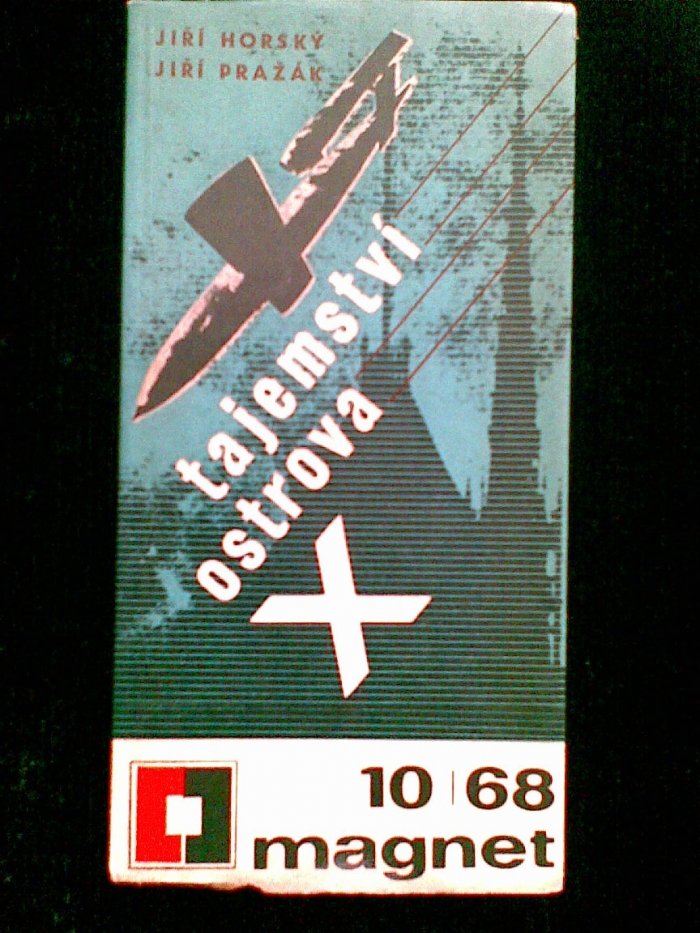 JIŘÍ HORSKÝ
JIŘÍ PRAŽÁK
tajemství
ostrova
X
10 | 68
magnet